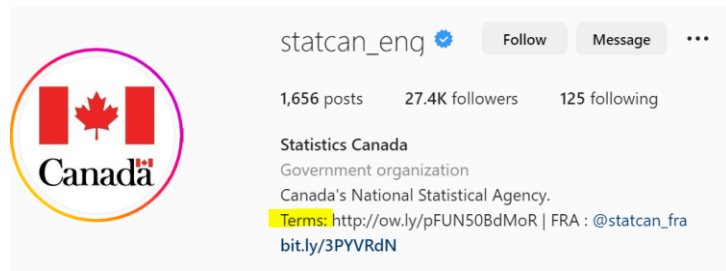 statcan_eng Follow Message
1,656 posts 27.4K followers 125 following
Statistics Canada
Government organization
Canada
Canada's National Statistical Agency.
Terms: http://ow.ly/pFUN50BdMoR | FRA : @statcan_fra
bit.ly/3PYVRdN